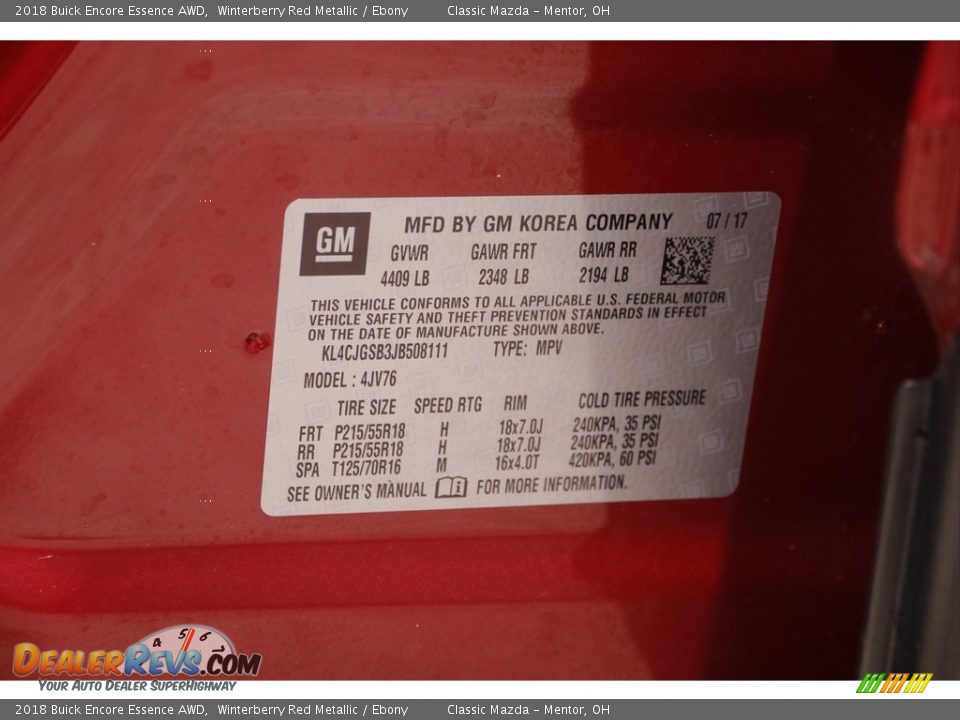 2018 Buick Encore Essence AWD, Winterberry Red Metallic / Ebony Classic Mazda - Mentor, OH
GM MFD BY GM KOREA COMPANY 07/17
GVWR GAWR FRT GAWR RR
4409 LB 2348 LB 2194 LB
THIS VEHICLE CONFORMS TO ALL APPLICABLE U.S. FEDERAL MOTOR
VEHICLE SAFETY AND THEFT PREVENTION STANDARDS IN EFFECT
ON THE DATE OF MANUFACTURE SHOWN ABOVE.
KL4CJGSB3JB508111 TYPE: MPV
MODEL : 4JV76
TIRE SIZE SPEED RTG RIM COLD TIRE PRESSURE
FRT P215/55R18 H 18x7.0J 240KPA, 35 PSI
RR P215/55R18 H 18x7.0J 240KPA, 35 PSI
SPA T125/70R16 M 16x4.0T 420KPA, 60 PSI
SEE OWNER'S MANUAL FOR MORE INFORMATION.
4 5 6
DealerRevs.com
Your Auto Dealer SuperHighway
2018 Buick Encore Essence AWD, Winterberry Red Metallic / Ebony Classic Mazda - Mentor, OH